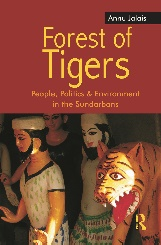 Annu Jalais
Forest of
Tigers
People, Politics & Environment
in the Sundarbans